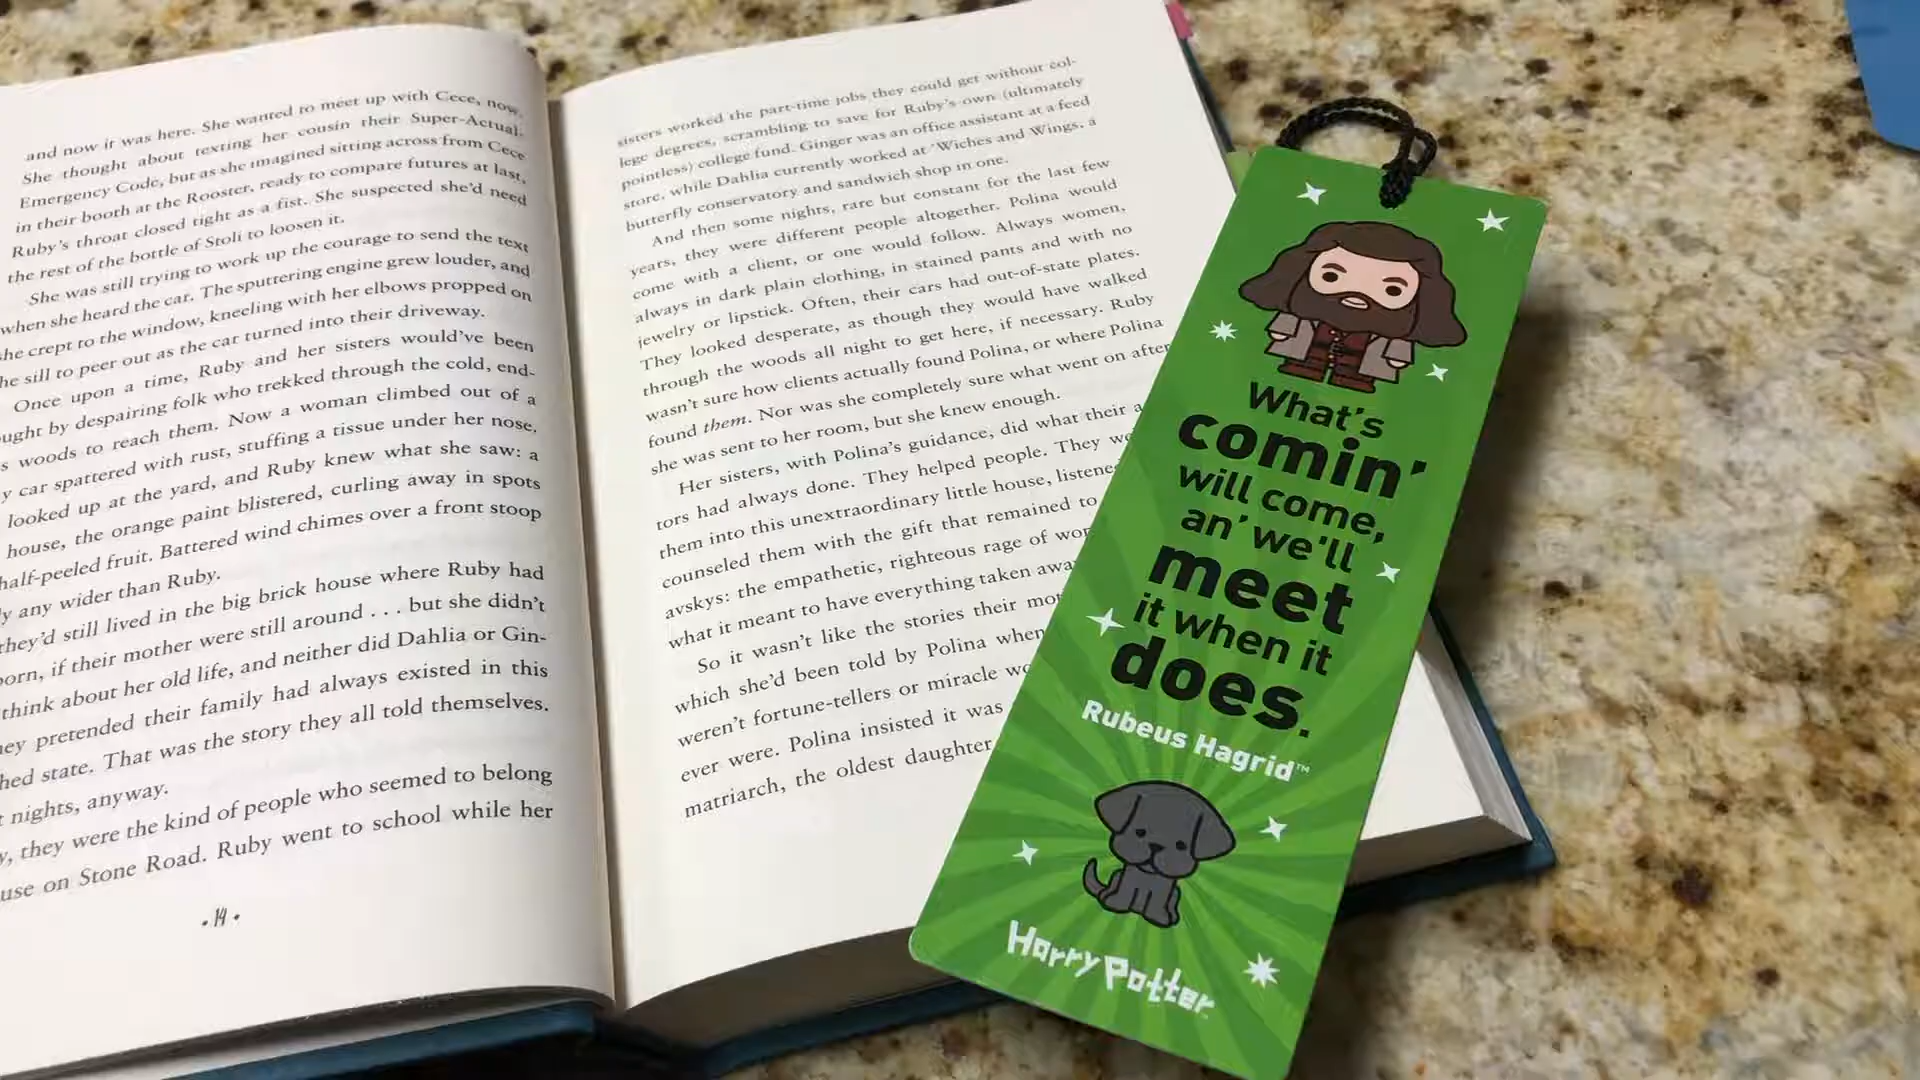 and now it was here. She wanted to meet up with Cece, now.
She thought about texting her cousin their Super-Actual-
Emergency Code, but as she imagined sitting across from Cece
in their booth at the Rooster, ready to compare futures at last,
Ruby's throat closed tight as a fist. She suspected she'd need
the rest of the bottle of Stoli to loosen it.
She was still trying to work up the courage to send the text
when she heard the car. The sputtering engine grew louder, and
she crept to the window, kneeling with her elbows propped on
he sill to peer out as the car turned into their driveway.
Once upon a time, Ruby and her sisters would've been
ught by despairing folk who trekked through the cold, end-
s woods to reach them. Now a woman climbed out of a
y car spattered with rust, stuffing a tissue under her nose.
looked up at the yard, and Ruby knew what she saw: a
house, the orange paint blistered, curling away in spots
half-peeled fruit. Battered wind chimes over a front stoop
y any wider than Ruby.
they'd still lived in the big brick house where Ruby had
orn, if their mother were still around . . . but she didn't
think about her old life, and neither did Dahlia or Gin-
ey pretended their family had always existed in this
hed state. That was the story they all told themselves.
t nights, anyway.
y, they were the kind of people who seemed to belong
use on Stone Road. Ruby went to school while her
• 14 •
sisters worked the part-time jobs they could get without col-
lege degrees, scrambling to save for Ruby's own (ultimately
pointless) college fund. Ginger was an office assistant at a feed
store, while Dahlia currently worked at 'Wiches and Wings, a
butterfly conservatory and sandwich shop in one.
And then some nights, rare but constant for the last few
years, they were different people altogether. Polina would
come with a client, or one would follow. Always women,
always in dark plain clothing, in stained pants and with no
jewelry or lipstick. Often, their cars had out-of-state plates.
They looked desperate, as though they would have walked
through the woods all night to get here, if necessary. Ruby
wasn't sure how clients actually found Polina, or where Polina
found them. Nor was she completely sure what went on after
she was sent to her room, but she knew enough.
Her sisters, with Polina's guidance, did what their a
tors had always done. They helped people. They we
them into this unextraordinary little house, listene
counseled them with the gift that remained to
avskys: the empathetic, righteous rage of wor
what it meant to have everything taken awa
So it wasn't like the stories their mot
which she'd been told by Polina when
weren't fortune-tellers or miracle wo
ever were. Polina insisted it was
matriarch, the oldest daughter
What's
comin'
will come,
an' we'll
meet
it when it
does.
Rubeus Hagrid™
Harry Potter